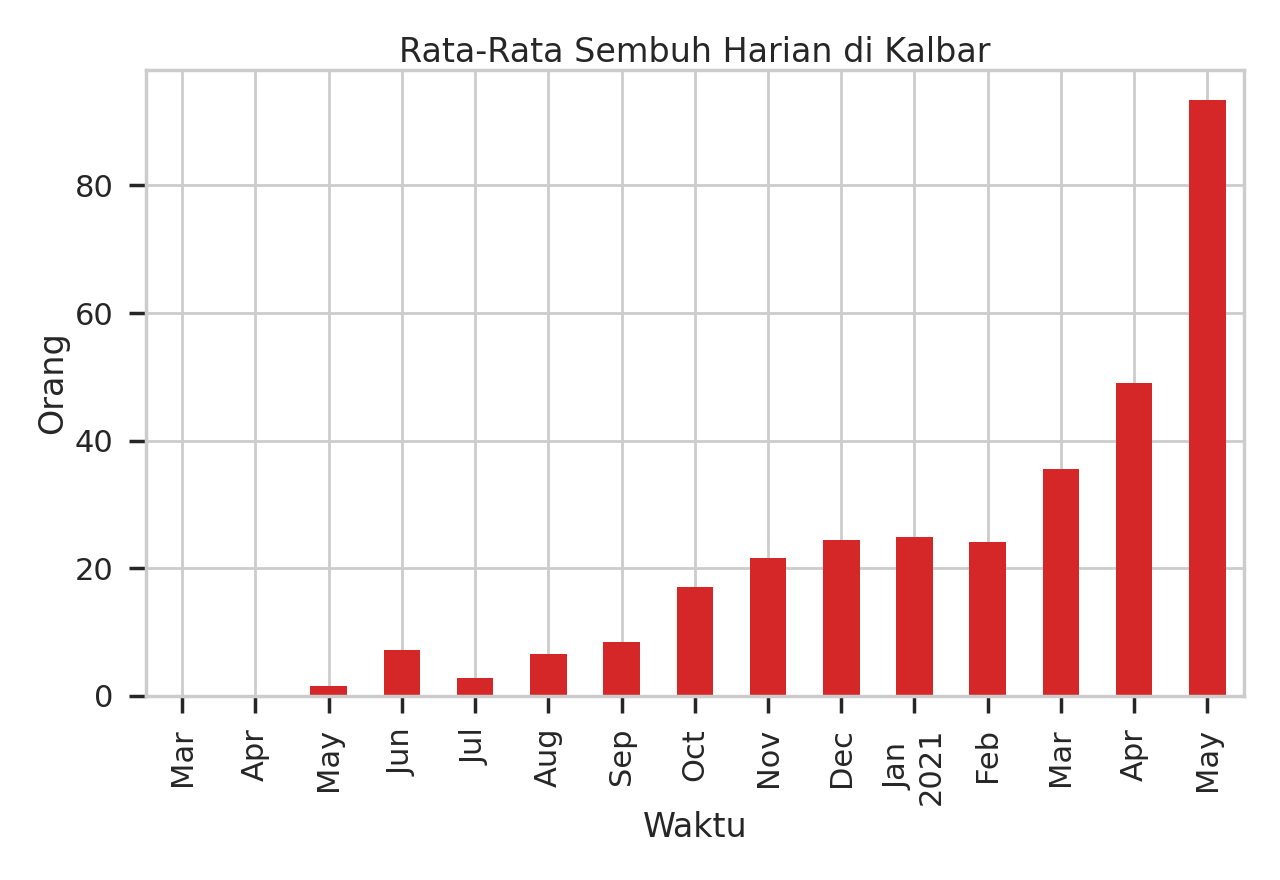 Rata-Rata Sembuh Harian di Kalbar
Orang
80
60
40
20
0
Mar
Apr
May
Jun
Jul
Aug
Sep
Oct
Nov
Dec
Jan
2021
Feb
Mar
Apr
May
Waktu